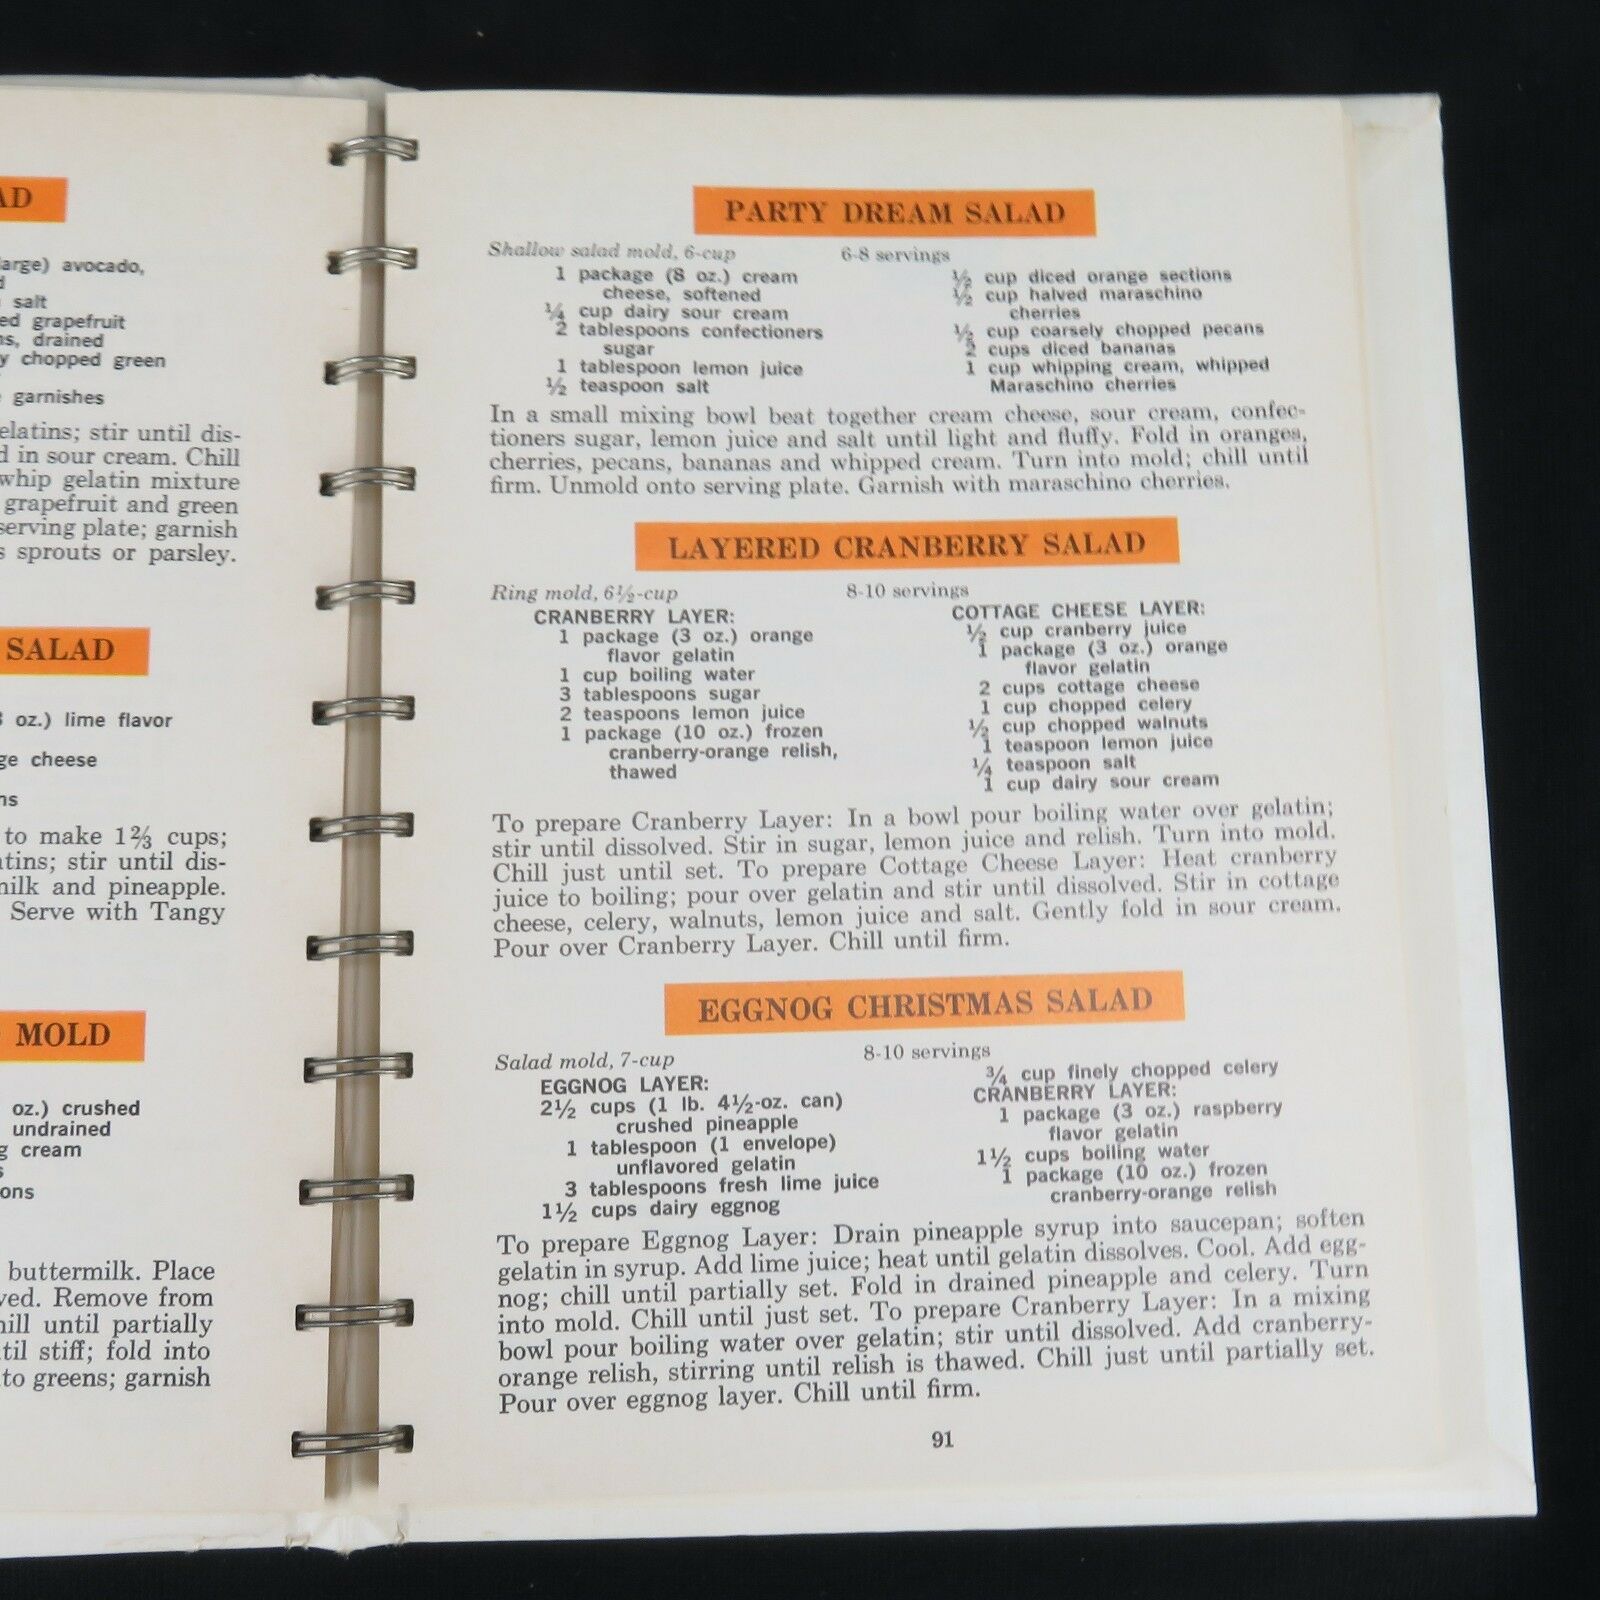 AD
arge) avocado,
salt
ed grapefruit
ns, drained
y chopped green
garnishes
elatins; stir until dis-
d in sour cream. Chill
whip gelatin mixture
grapefruit and green
serving plate; garnish
s sprouts or parsley.
SALAD
oz.) lime flavor
ge cheese
ns
to make 1⅔ cups;
tins; stir until dis-
milk and pineapple.
Serve with Tangy
MOLD
oz.) crushed
undrained
g cream
s
ons
buttermilk. Place
ved. Remove from
hill until partially
til stiff; fold into
to greens; garnish
PARTY DREAM SALAD
Shallow salad mold, 6-cup 6-8 servings
1 package (8 oz.) cream
cheese, softened
¼ cup dairy sour cream
2 tablespoons confectioners
sugar
1 tablespoon lemon juice
½ teaspoon salt
½ cup diced orange sections
½ cup halved maraschino
cherries
½ cup coarsely chopped pecans
2 cups diced bananas
1 cup whipping cream, whipped
Maraschino cherries
In a small mixing bowl beat together cream cheese, sour cream, confec-
tioners sugar, lemon juice and salt until light and fluffy. Fold in oranges,
cherries, pecans, bananas and whipped cream. Turn into mold; chill until
firm. Unmold onto serving plate. Garnish with maraschino cherries.
LAYERED CRANBERRY SALAD
Ring mold, 6½-cup 8-10 servings
CRANBERRY LAYER:
1 package (3 oz.) orange
flavor gelatin
1 cup boiling water
3 tablespoons sugar
2 teaspoons lemon juice
1 package (10 oz.) frozen
cranberry-orange relish,
thawed
COTTAGE CHEESE LAYER:
½ cup cranberry juice
1 package (3 oz.) orange
flavor gelatin
2 cups cottage cheese
1 cup chopped celery
½ cup chopped walnuts
1 teaspoon lemon juice
¼ teaspoon salt
1 cup dairy sour cream
To prepare Cranberry Layer: In a bowl pour boiling water over gelatin;
stir until dissolved. Stir in sugar, lemon juice and relish. Turn into mold.
Chill just until set. To prepare Cottage Cheese Layer: Heat cranberry
juice to boiling; pour over gelatin and stir until dissolved. Stir in cottage
cheese, celery, walnuts, lemon juice and salt. Gently fold in sour cream.
Pour over Cranberry Layer. Chill until firm.
EGGNOG CHRISTMAS SALAD
Salad mold, 7-cup 8-10 servings
EGGNOG LAYER:
2½ cups (1 lb. 4½-oz. can)
crushed pineapple
1 tablespoon (1 envelope)
unflavored gelatin
3 tablespoons fresh lime juice
1½ cups dairy eggnog
¾ cup finely chopped celery
CRANBERRY LAYER:
1 package (3 oz.) raspberry
flavor gelatin
1½ cups boiling water
1 package (10 oz.) frozen
cranberry-orange relish
To prepare Eggnog Layer: Drain pineapple syrup into saucepan; soften
gelatin in syrup. Add lime juice; heat until gelatin dissolves. Cool. Add egg-
nog; chill until partially set. Fold in drained pineapple and celery. Turn
into mold. Chill until just set. To prepare Cranberry Layer: In a mixing
bowl pour boiling water over gelatin; stir until dissolved. Add cranberry-
orange relish, stirring until relish is thawed. Chill just until partially set.
Pour over eggnog layer. Chill until firm.
91